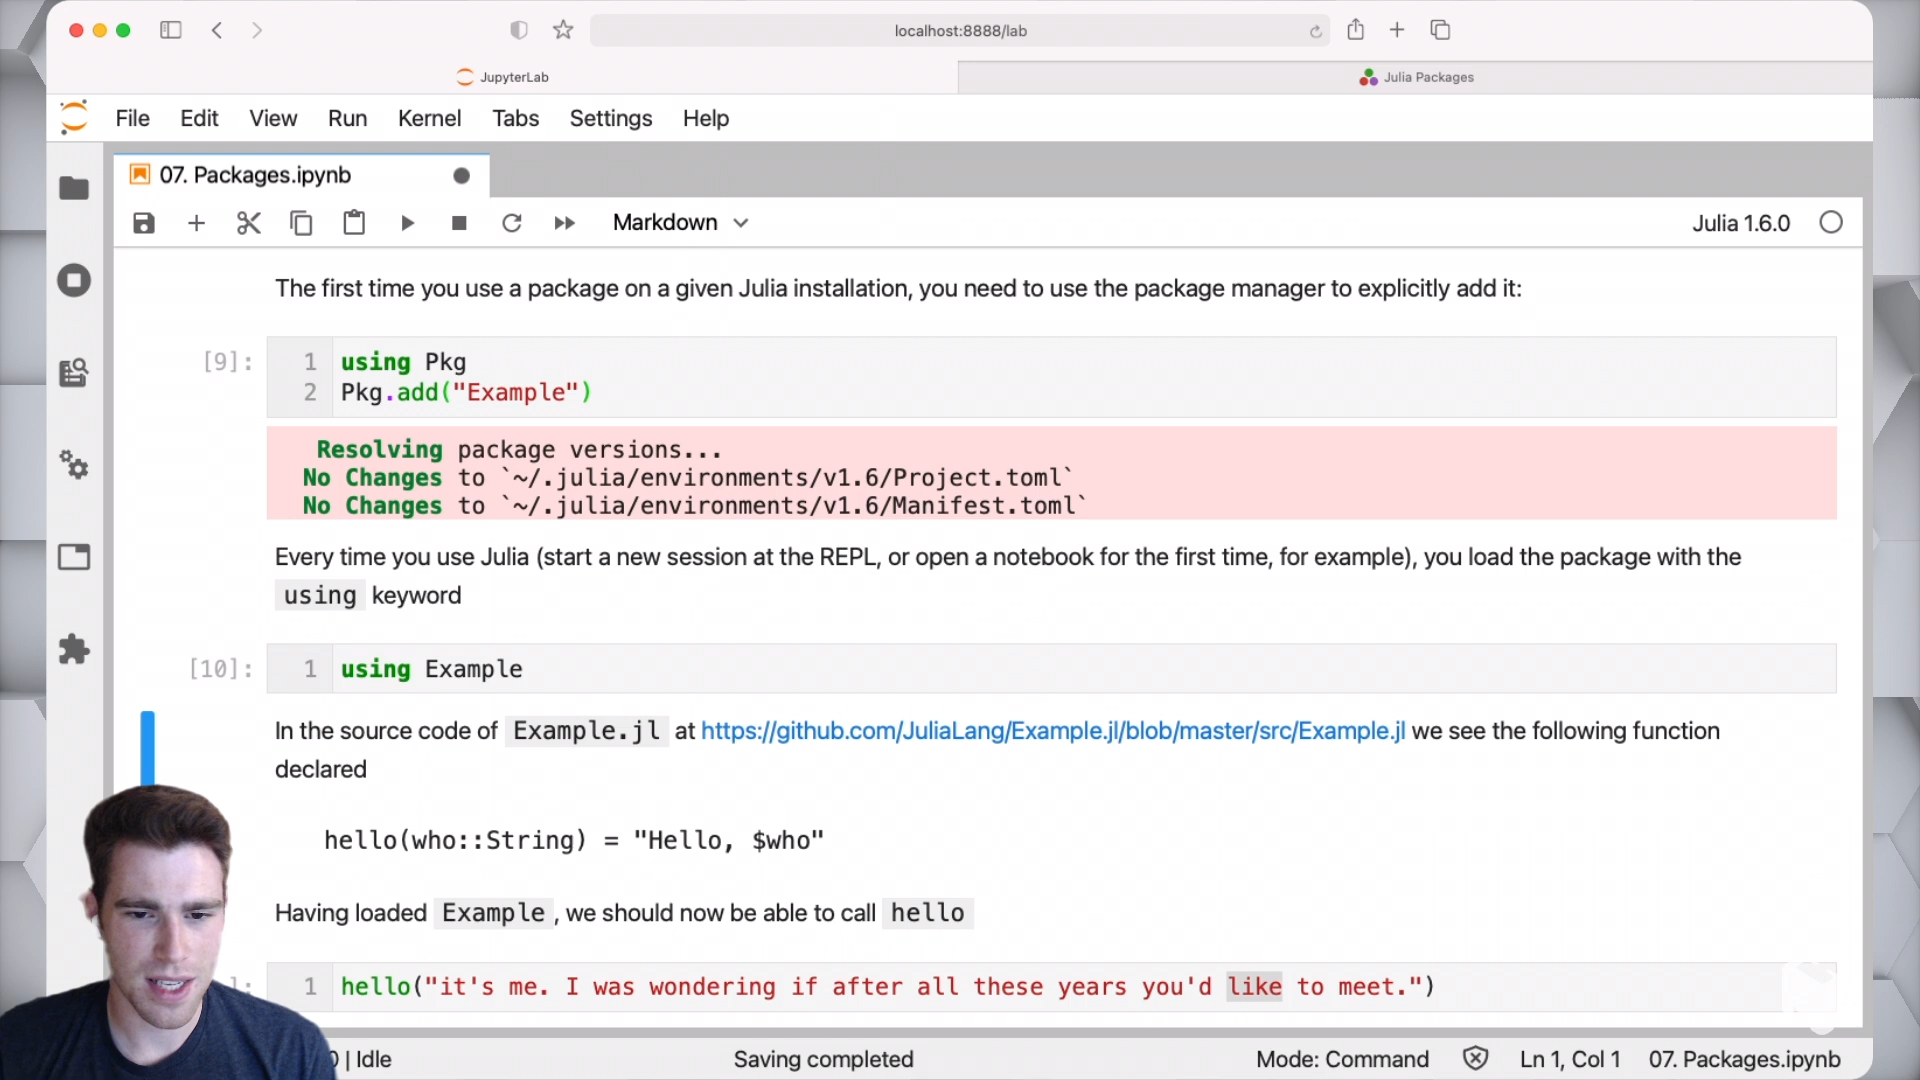 localhost:8888/lab
JupyterLab
Julia Packages
File Edit View Run Kernel Tabs Settings Help
07. Packages.ipynb
Markdown
Julia 1.6.0
The first time you use a package on a given Julia installation, you need to use the package manager to explicitly add it:
[9]:
1 using Pkg
2 Pkg.add("Example")
Resolving package versions...
No Changes to `~/.julia/environments/v1.6/Project.toml`
No Changes to `~/.julia/environments/v1.6/Manifest.toml`
Every time you use Julia (start a new session at the REPL, or open a notebook for the first time, for example), you load the package with the
using keyword
[10]:
1 using Example
In the source code of Example.jl at https://github.com/JuliaLang/Example.jl/blob/master/src/Example.jl we see the following function
declared
hello(who::String) = "Hello, $who"
Having loaded Example, we should now be able to call hello
]:
1 hello("it's me. I was wondering if after all these years you'd like to meet.")
| Idle
Saving completed
Mode: Command
Ln 1, Col 1
07. Packages.ipynb